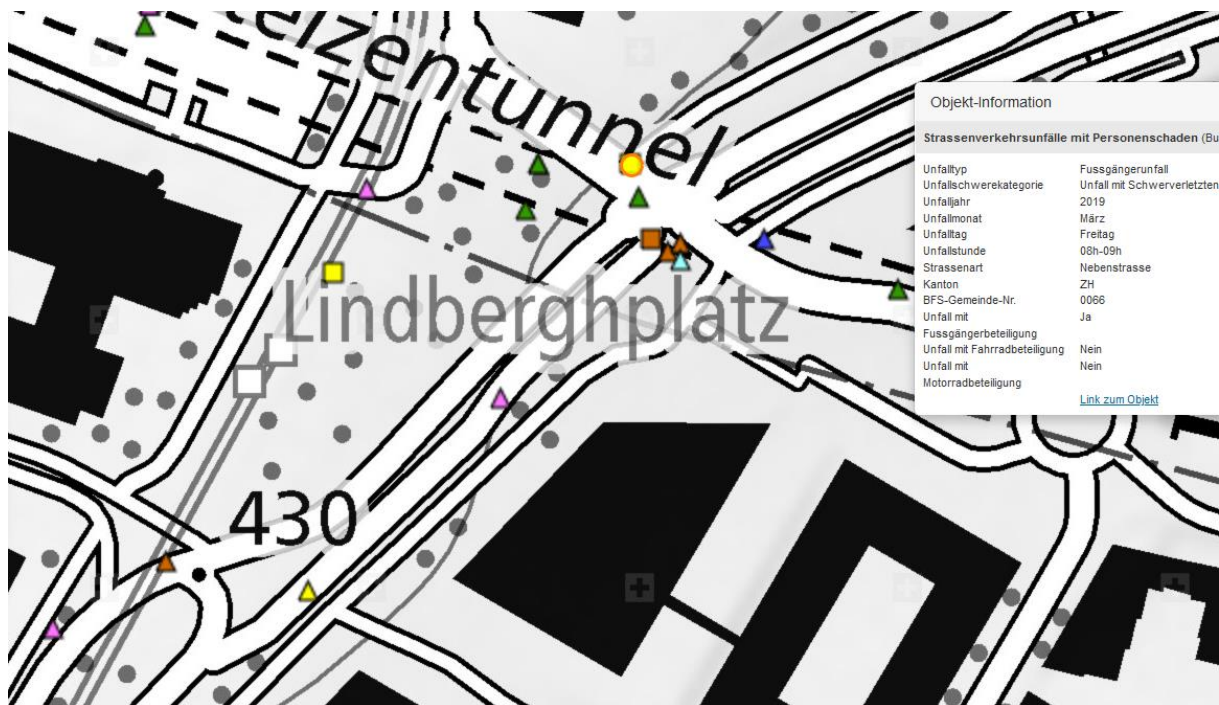 elzentunnel
Lindberghplatz
430
Objekt-Information
Strassenverkehrsunfälle mit Personenschaden (Bu
Unfalltyp Fussgängerunfall
Unfallschwerekategorie Unfall mit Schwerverletzten
Unfalljahr 2019
Unfallmonat März
Unfalltag Freitag
Unfallstunde 08h-09h
Strassenart Nebenstrasse
Kanton ZH
BFS-Gemeinde-Nr. 0066
Unfall mit Ja
Fussgängerbeteiligung
Unfall mit Fahrradbeteiligung Nein
Unfall mit Nein
Motorradbeteiligung
Link zum Objekt